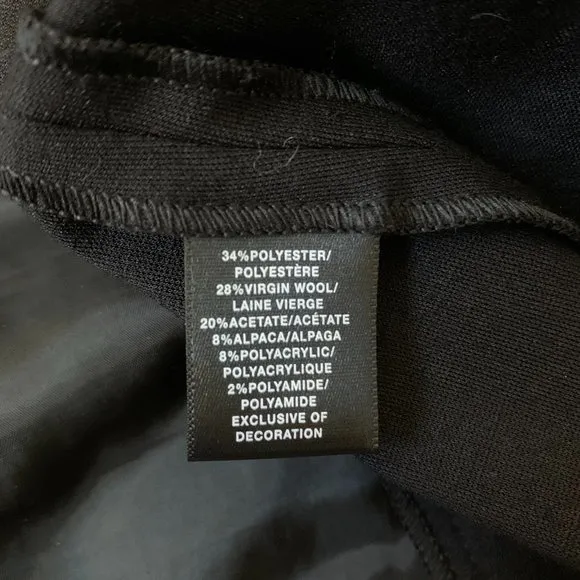 34%POLYESTER/
POLYESTÈRE
28%VIRGIN WOOL/
LAINE VIERGE
20%ACETATE/ACÉTATE
8%ALPACA/ALPAGA
8%POLYACRYLIC/
POLYACRYLIQUE
2%POLYAMIDE/
POLYAMIDE
EXCLUSIVE OF
DECORATION